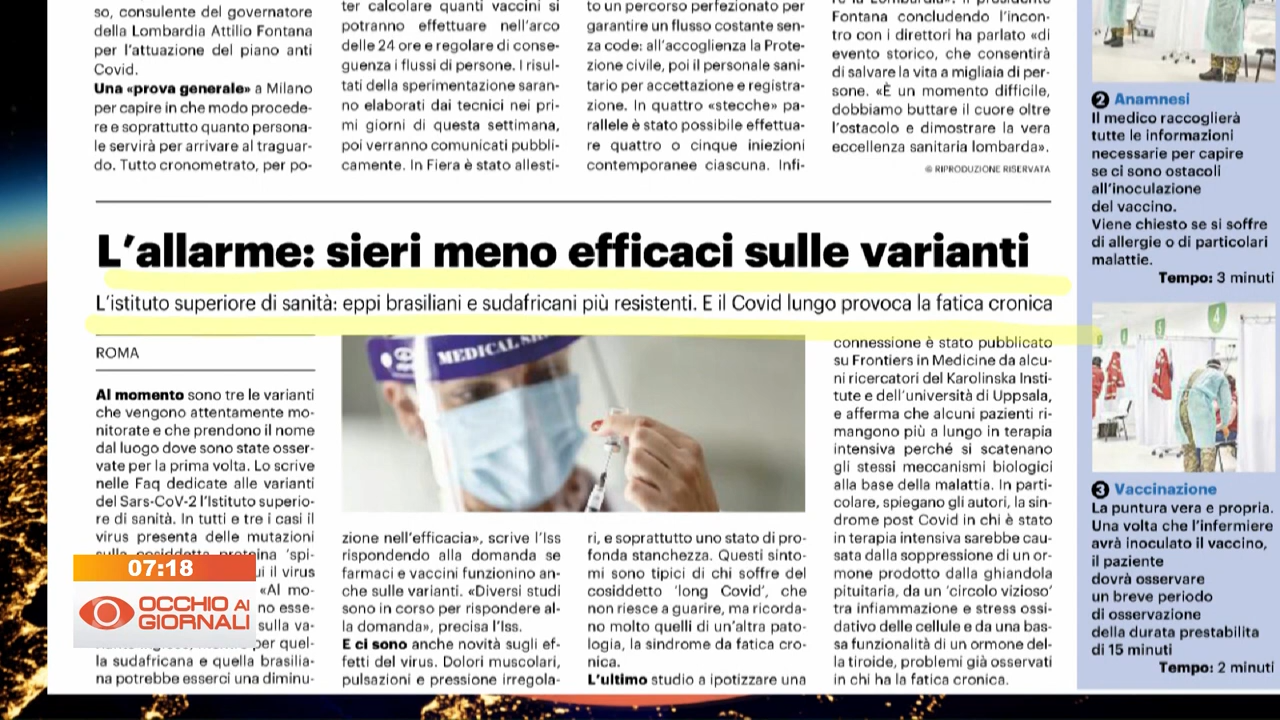 so, consulente del governatore
della Lombardia Attilio Fontana
per l'attuazione del piano anti
Covid.
Una «prova generale» a Milano
per capire in che modo procede-
re e soprattutto quanto persona-
le servirà per arrivare al traguar-
do. Tutto cronometrato, per po-
ter calcolare quanti vaccini si
potranno effettuare nell'arco
delle 24 ore e regolare di conse-
guenza i flussi di persone. I risul-
tati della sperimentazione saran-
no elaborati dai tecnici nei pri-
mi giorni di questa settimana,
poi verranno comunicati pubbli-
camente. In Fiera è stato allesti-
to un percorso perfezionato per
garantire un flusso costante sen-
za code: all'accoglienza la Prote-
zione civile, poi il personale sani-
tario per accettazione e registra-
zione. In quattro «stecche» pa-
rallele è stato possibile effettua-
re quattro o cinque iniezioni
contemporanee ciascuna. Infi-
Fontana concludendo l'incon-
tro con i direttori ha parlato «di
evento storico, che consentirà
di salvare la vita a migliaia di per-
sone. «È un momento difficile,
dobbiamo buttare il cuore oltre
l'ostacolo e dimostrare la vera
eccellenza sanitaria lombarda».
© RIPRODUZIONE RISERVATA
L'allarme: sieri meno efficaci sulle varianti
L'istituto superiore di sanità: eppi brasiliani e sudafricani più resistenti. E il Covid lungo provoca la fatica cronica
ROMA
Al momento sono tre le varianti
che vengono attentamente mo-
nitorate e che prendono il nome
dal luogo dove sono state osser-
vate per la prima volta. Lo scrive
nelle Faq dedicate alle varianti
del Sars-CoV-2 l'Istituto superio-
re di sanità. In tutti e tre i casi il
virus presenta delle mutazioni
sulla cosiddetta proteina 'spi-
ui il virus
«Al mo-
no esse-
sulla va-
per quel-
la sudafricana e quella brasilia-
na potrebbe esserci una diminu-
MEDICAL
zione nell'efficacia», scrive l'Iss
rispondendo alla domanda se
farmaci e vaccini funzionino an-
che sulle varianti. «Diversi studi
sono in corso per rispondere al-
la domanda», precisa l'Iss.
E ci sono anche novità sugli ef-
fetti del virus. Dolori muscolari,
pulsazioni e pressione irregola-
ri, e soprattutto uno stato di pro-
fonda stanchezza. Questi sinto-
mi sono tipici di chi soffre del
cosiddetto 'long Covid', che
non riesce a guarire, ma ricorda-
no molto quelli di un'altra pato-
logia, la sindrome da fatica cro-
nica.
L'ultimo studio a ipotizzare una
connessione è stato pubblicato
su Frontiers in Medicine da alcu-
ni ricercatori del Karolinska Insti-
tute e dell'università di Uppsala,
e afferma che alcuni pazienti ri-
mangono più a lungo in terapia
intensiva perché si scatenano
gli stessi meccanismi biologici
alla base della malattia. In parti-
colare, spiegano gli autori, la sin-
drome post Covid in chi è stato
in terapia intensiva sarebbe cau-
sata dalla soppressione di un or-
mone prodotto dalla ghiandola
pituitaria, da un 'circolo vizioso'
tra infiammazione e stress ossi-
dativo delle cellule e da una bas-
sa funzionalità di un ormone del-
la tiroide, problemi già osservati
in chi ha la fatica cronica.
2 Anamnesi
Il medico raccoglierà
tutte le informazioni
necessarie per capire
se ci sono ostacoli
all'inoculazione
del vaccino.
Viene chiesto se si soffre
di allergie o di particolari
malattie.
Tempo: 3 minuti
4
3 Vaccinazione
La puntura vera e propria.
Una volta che l'infermiere
avrà inoculato il vaccino,
il paziente
dovrà osservare
un breve periodo
di osservazione
della durata prestabilita
di 15 minuti
Tempo: 2 minuti
07:18
OCCHIO AI
GIORNALI